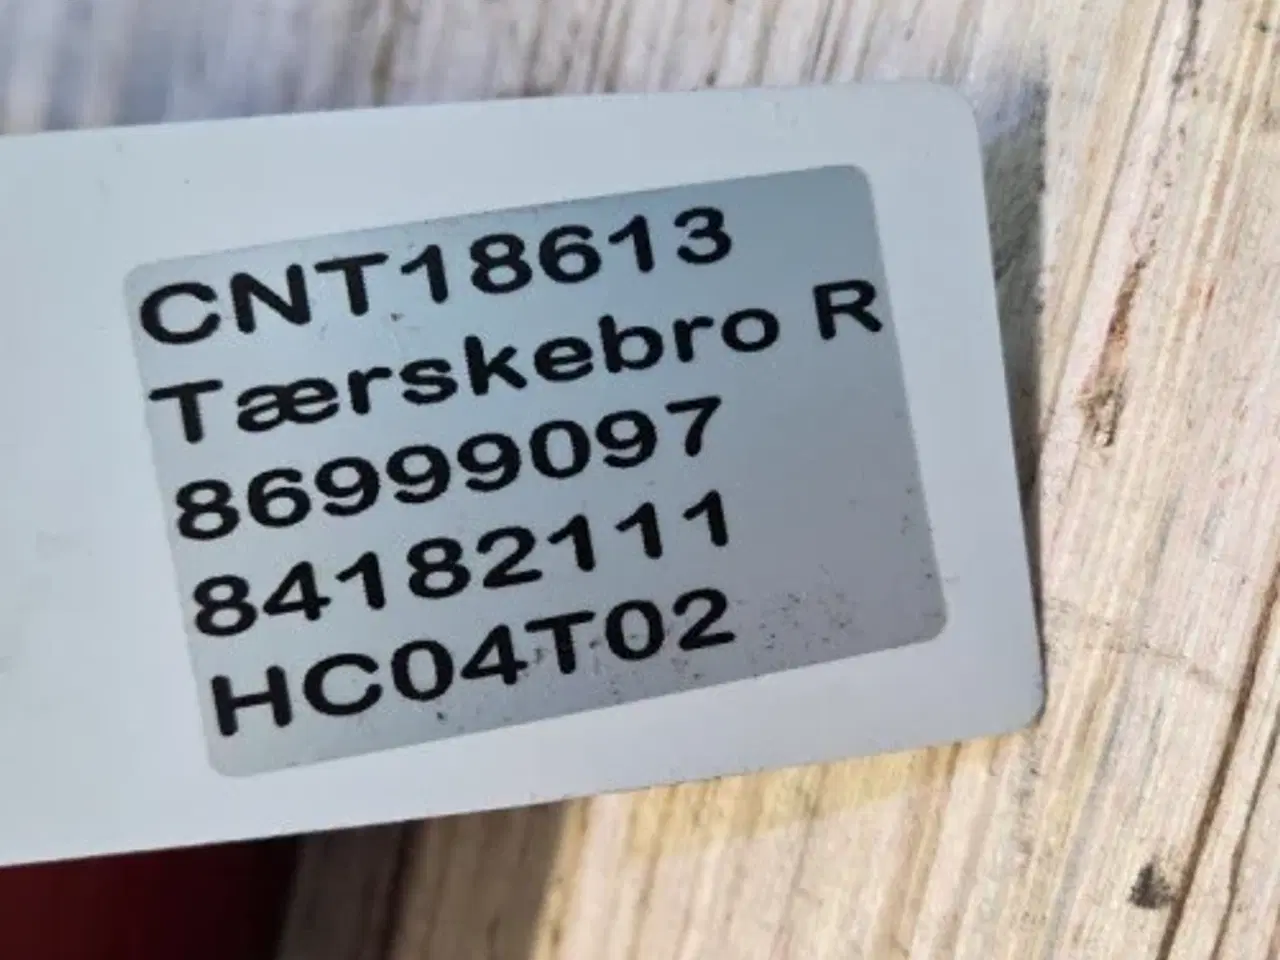 CNT18613
Tærskebro R
86999097
84182111
HC04T02